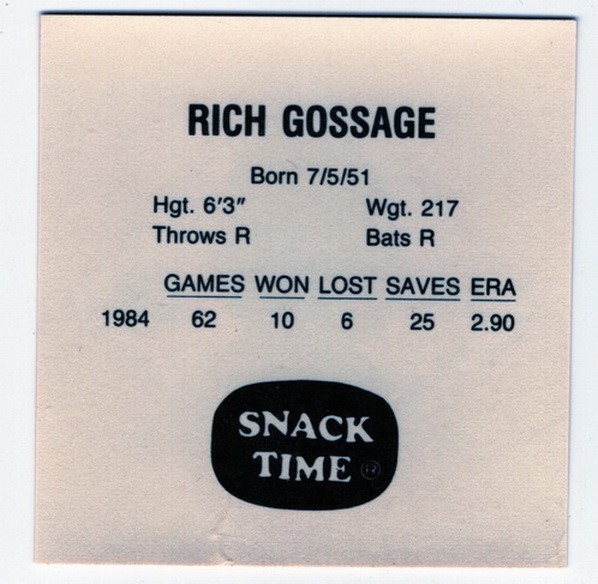 RICH GOSSAGE
Born 7/5/51
Hgt. 6'3" Wgt. 217
Throws R Bats R
GAMES WON LOST SAVES ERA
1984 62 10 6 25 2.90
SNACK
TIME ®